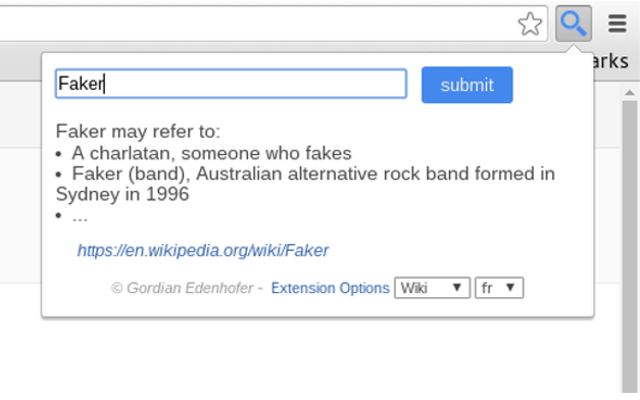 arks
Faker
submit
Faker may refer to:
• A charlatan, someone who fakes
• Faker (band), Australian alternative rock band formed in
Sydney in 1996
• ...
https://en.wikipedia.org/wiki/Faker
© Gordian Edenhofer - Extension Options Wiki fr